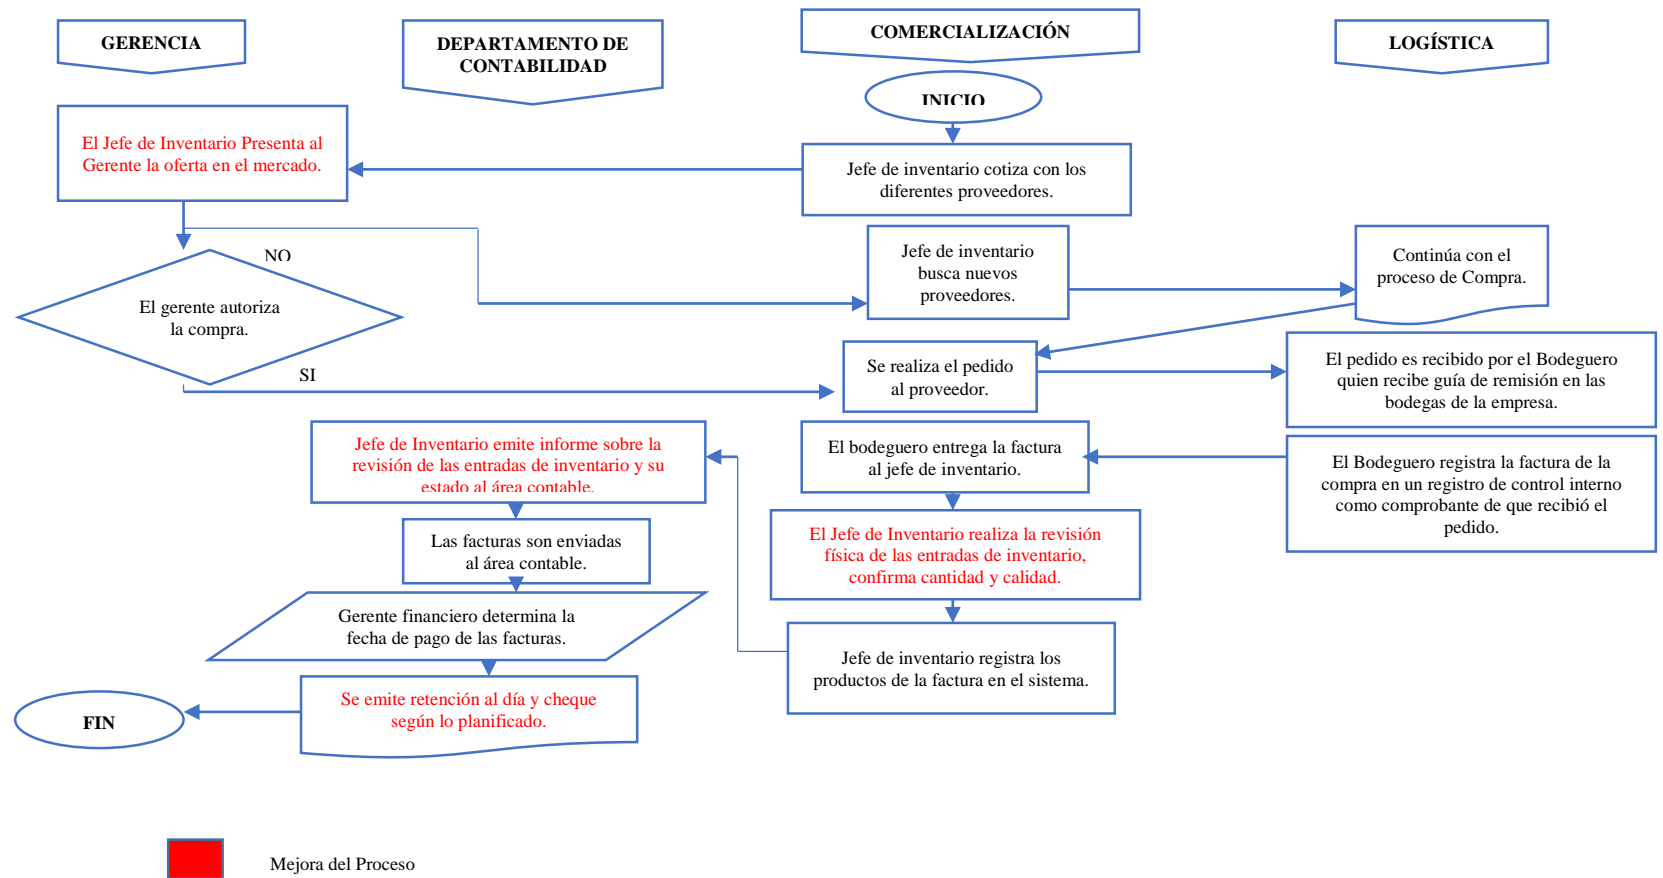 GERENCIA
DEPARTAMENTO DE
CONTABILIDAD
COMERCIALIZACIÓN
LOGÍSTICA
INICIO
El Jefe de Inventario Presenta al
Gerente la oferta en el mercado.
Jefe de inventario cotiza con los
diferentes proveedores.
NO
Jefe de inventario
busca nuevos
proveedores.
Continúa con el
proceso de Compra.
El gerente autoriza
la compra.
SI
Se realiza el pedido
al proveedor.
El pedido es recibido por el Bodeguero
quien recibe guía de remisión en las
bodegas de la empresa.
Jefe de Inventario emite informe sobre la
revisión de las entradas de inventario y su
estado al área contable.
El bodeguero entrega la factura
al jefe de inventario.
El Bodeguero registra la factura de la
compra en un registro de control interno
como comprobante de que recibió el
pedido.
Las facturas son enviadas
al área contable.
El Jefe de Inventario realiza la revisión
física de las entradas de inventario,
confirma cantidad y calidad.
Gerente financiero determina la
fecha de pago de las facturas.
Jefe de inventario registra los
productos de la factura en el sistema.
Se emite retención al día y cheque
según lo planificado.
FIN
Mejora del Proceso